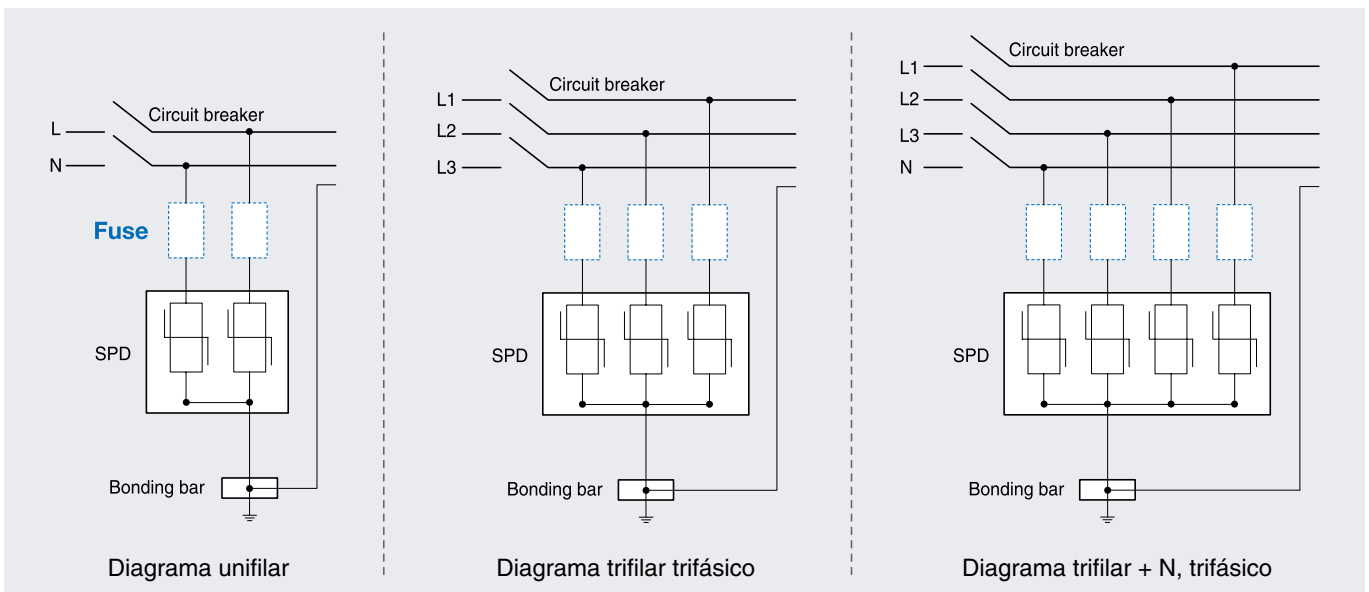 Circuit breaker
L
N
Fuse
SPD
Bonding bar
Diagrama unifilar
Circuit breaker
L1
L2
L3
SPD
Bonding bar
Diagrama trifilar trifásico
Circuit breaker
L1
L2
L3
N
SPD
Bonding bar
Diagrama trifilar + N, trifásico